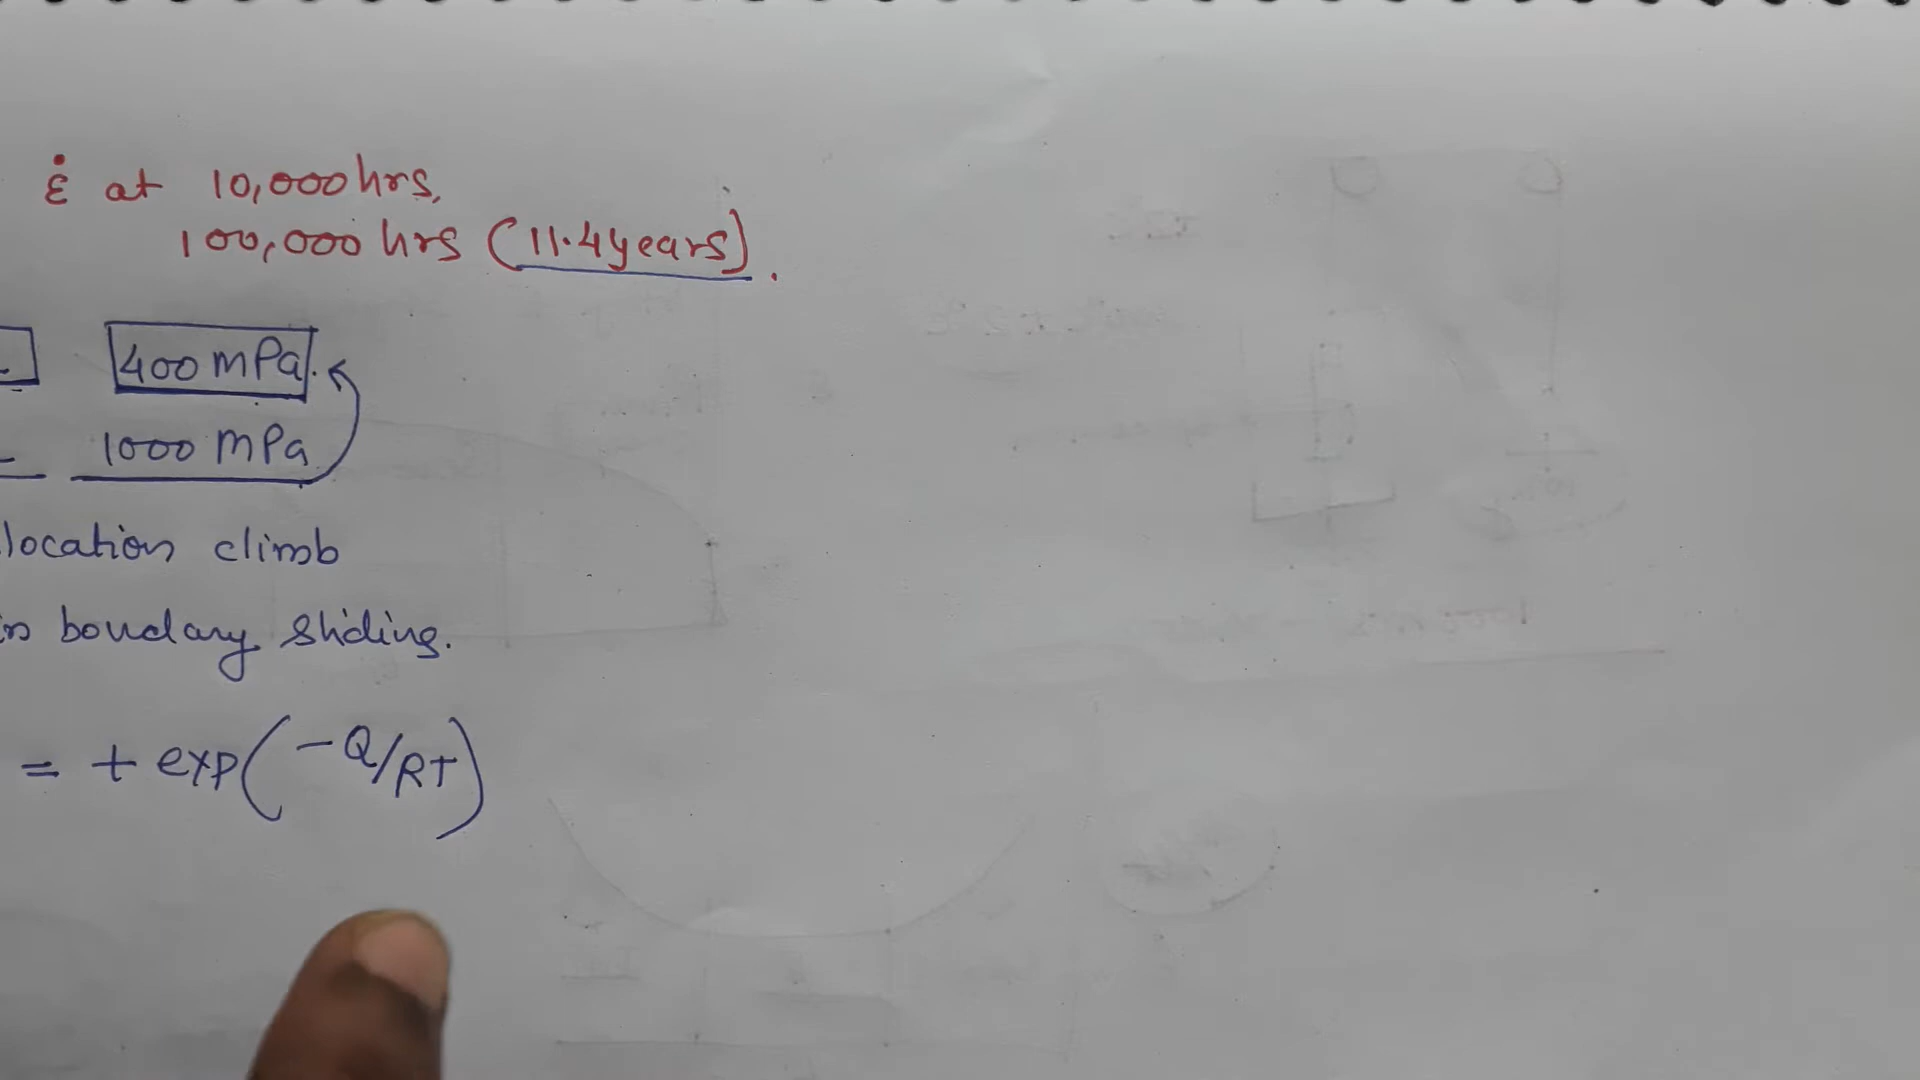 ε̇ at 10,000 hrs,
100,000 hrs (11.4 years).
400 mPa.
1000 mPa
location climb
boudary sliding.
= + exp(-Q/RT)